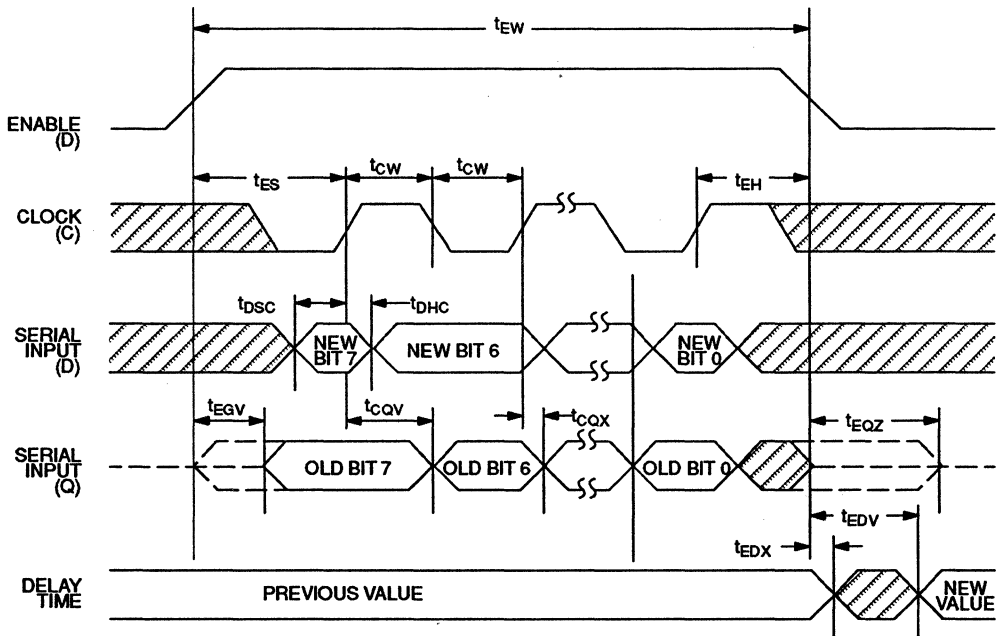 tEW
ENABLE
(D)
tES
tCW
tCW
tEH
CLOCK
(C)
tDSC
tDHC
SERIAL
INPUT
(D)
NEW
BIT 7
NEW BIT 6
NEW
BIT 0
tEGV
tCQV
tCQX
tEQZ
SERIAL
INPUT
(Q)
OLD BIT 7
OLD BIT 6
OLD BIT 0
tEDV
tEDX
DELAY
TIME
PREVIOUS VALUE
NEW
VALUE